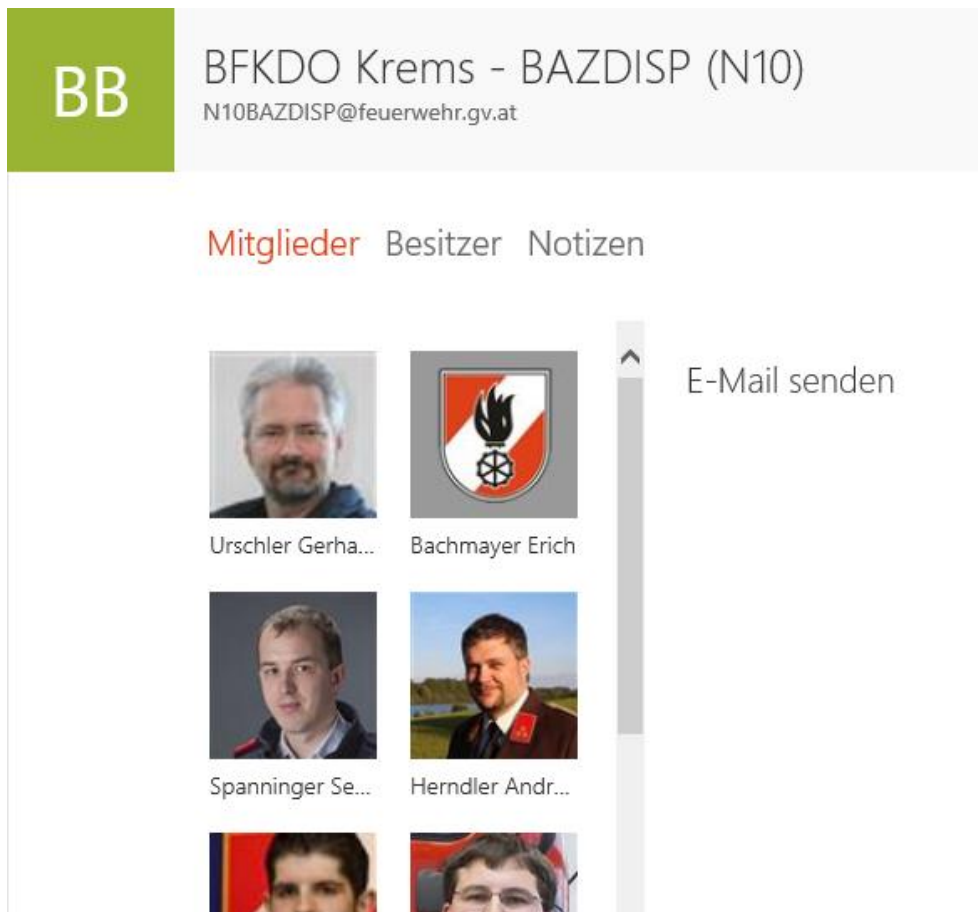 BB
BFKDO Krems - BAZDISP (N10)
N10BAZDISP@feuerwehr.gv.at
Mitglieder Besitzer Notizen
E-Mail senden
Urschler Gerha... Bachmayer Erich
Spanninger Se... Herndler Andr...